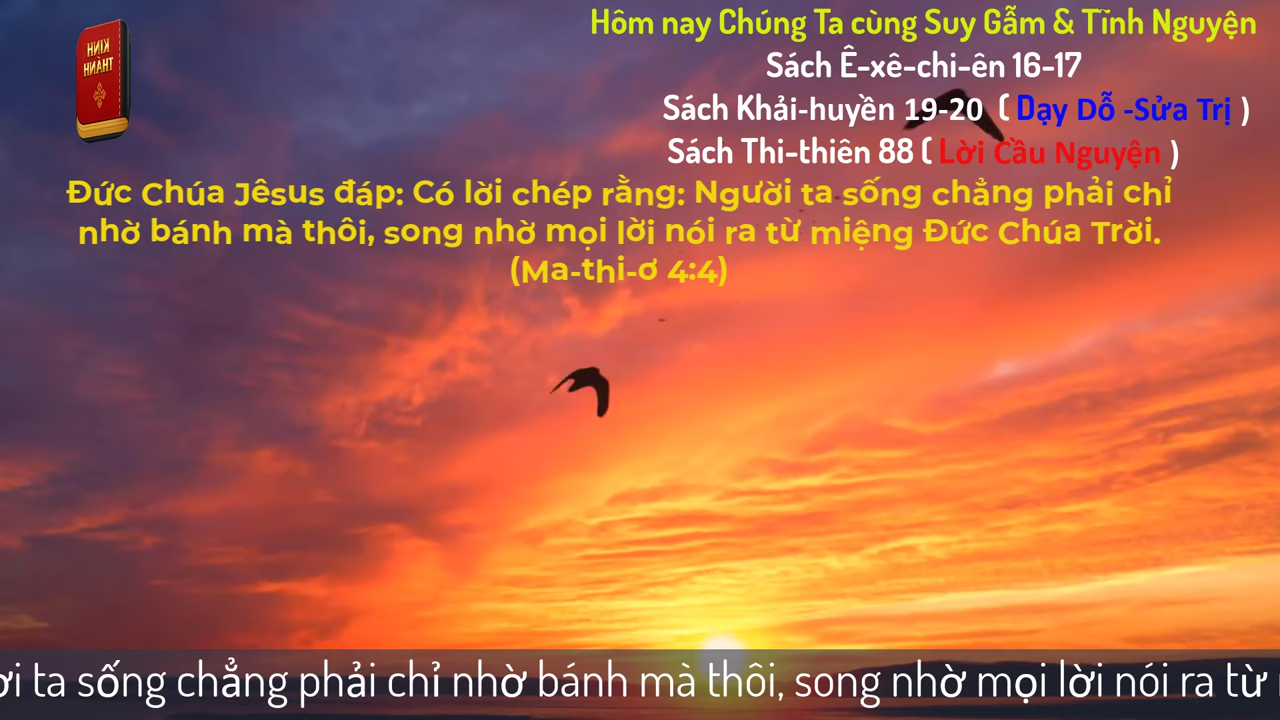 Hôm nay Chúng Ta cùng Suy Gẫm & Tĩnh Nguyện
Sách Ê-xê-chi-ên 16-17
Sách Khải-huyền 19-20 ( Dạy Dỗ -Sửa Trị )
Sách Thi-thiên 88 ( Lời Cầu Nguyện )
KINH
THÁNH
Đức Chúa Jêsus đáp: Có lời chép rằng: Người ta sống chẳng phải chỉ
nhờ bánh mà thôi, song nhờ mọi lời nói ra từ miệng Đức Chúa Trời.
(Ma-thi-ơ 4:4)
ơi ta sống chẳng phải chỉ nhờ bánh mà thôi, song nhờ mọi lời nói ra từ